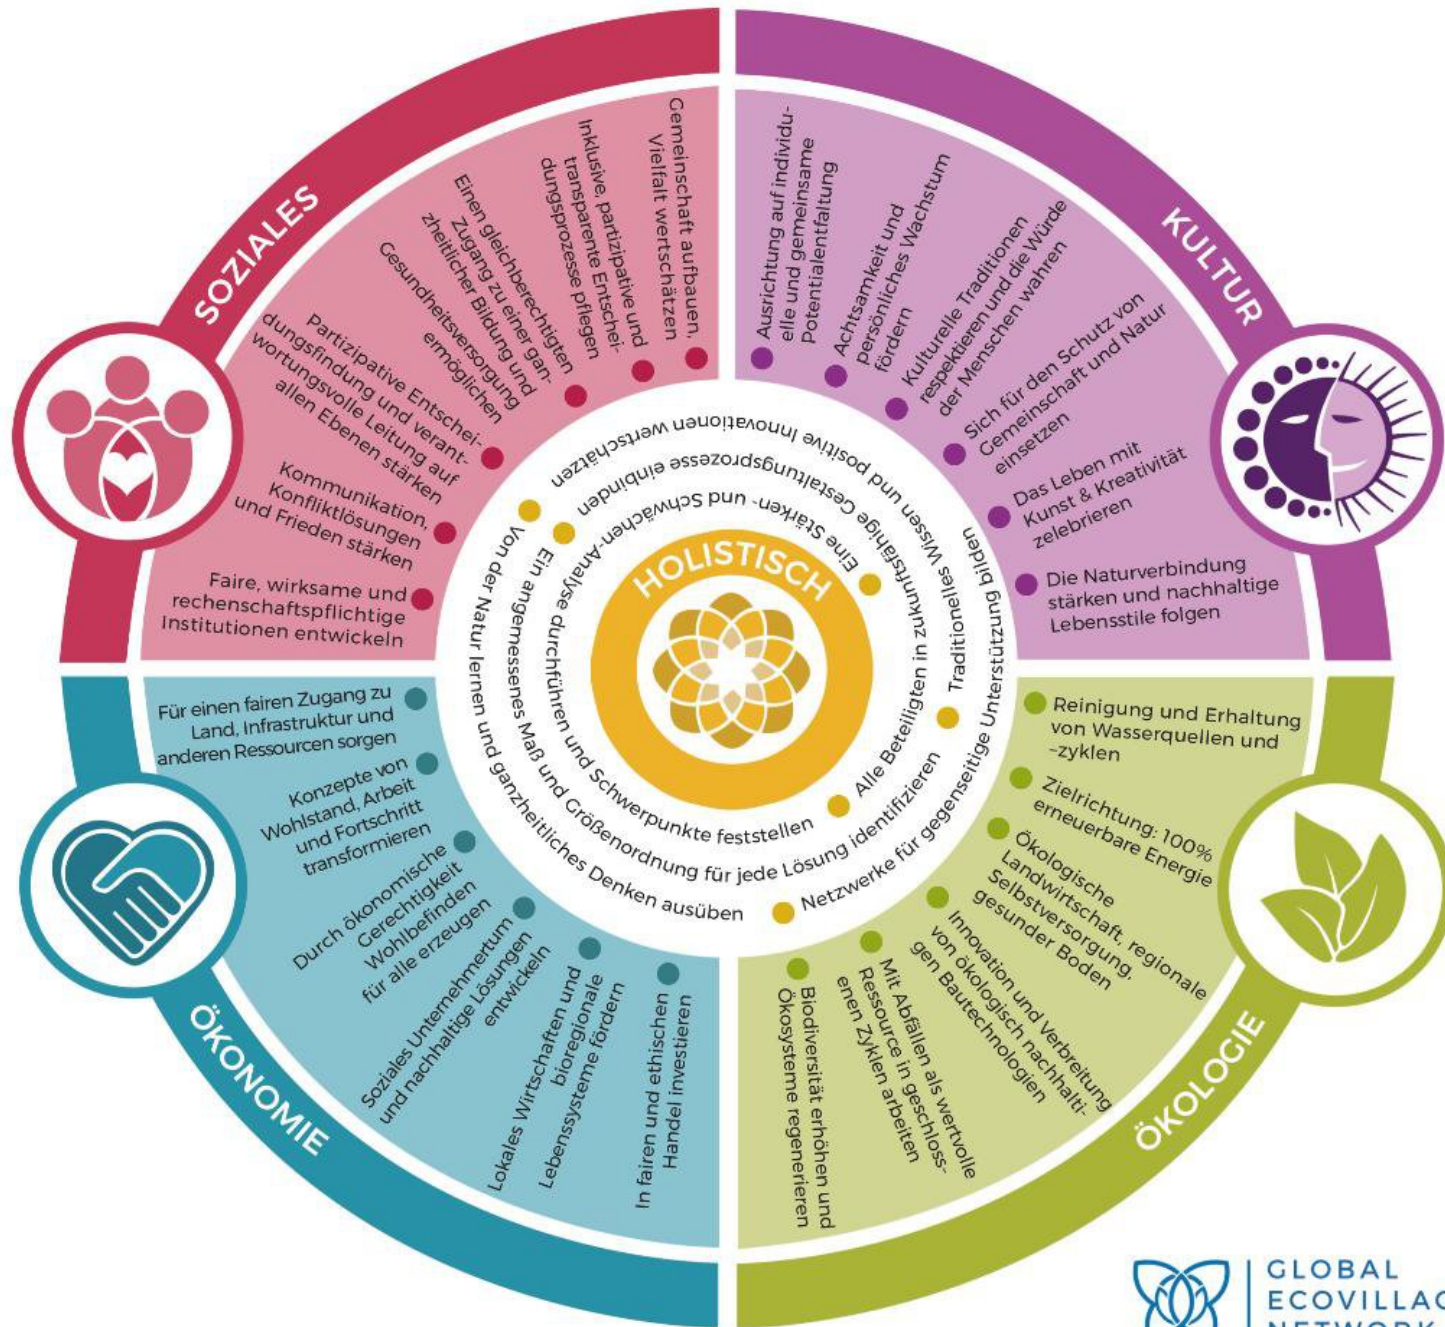 SOZIALES
Gemeinschaft aufbauen,
Vielfalt wertschätzen
Inklusive, partizipative und
transparente Entschei-
dungsprozesse pflegen
Einen gleichberechtigten
Zugang zu einer gan-
zheitlicher Bildung und
Gesundheitsversorgung
ermöglichen
Partizipative Entschei-
dungsfindung und verant-
wortungsvolle Leitung auf
allen Ebenen stärken
Kommunikation,
Konfliktlösungen
und Frieden stärken
Faire, wirksame und
rechenschaftspflichtige
Institutionen entwickeln
KULTUR
Ausrichtung auf individu-
elle und gemeinsame
Potentialentfaltung
Achtsamkeit und
persönliches Wachstum
fördern
Kulturelle Traditionen
respektieren und die Würde
der Menschen wahren
Sich für den Schutz von
Gemeinschaft und Natur
einsetzen
Das Leben mit
Kunst & Kreativität
zelebrieren
Die Naturverbindung
stärken und nachhaltige
Lebensstile folgen
HOLISTISCH
Eine Stärken- und Schwächen-Analyse durchführen und Schwerpunkte feststellen
Alle Beteiligten in zukunftsfähige Gestaltungsprozesse einbinden
Ein angemessenes Maß und Größenordnung für jede Lösung identifizieren
Traditionelles Wissen und positive Innovationen wertschätzen
Von der Natur lernen und ganzheitliches Denken ausüben
Netzwerke für gegenseitige Unterstützung bilden
ÖKONOMIE
Für einen fairen Zugang zu
Land, Infrastruktur und
anderen Ressourcen sorgen
Konzepte von
Wohlstand, Arbeit
und Fortschritt
transformieren
Durch ökonomische
Gerechtigkeit
Wohlbefinden
für alle erzeugen
Soziales Unternehmertum
und nachhaltige Lösungen
entwickeln
Lokales Wirtschaften und
bioregionale
Lebenssysteme fördern
In fairen und ethischen
Handel investieren
ÖKOLOGIE
Reinigung und Erhaltung
von Wasserquellen und
-zyklen
Zielrichtung: 100%
erneuerbare Energie
Ökologische
Landwirtschaft, regionale
Selbstversorgung,
gesunder Boden
Innovation und Verbreitung
von ökologisch nachhalti-
gen Bautechnologien
Mit Abfällen als wertvolle
Ressource in geschloss-
enen Zyklen arbeiten
Biodiversität erhöhen und
Ökosysteme regenerieren
GLOBAL
ECOVILLAG
NETWORK